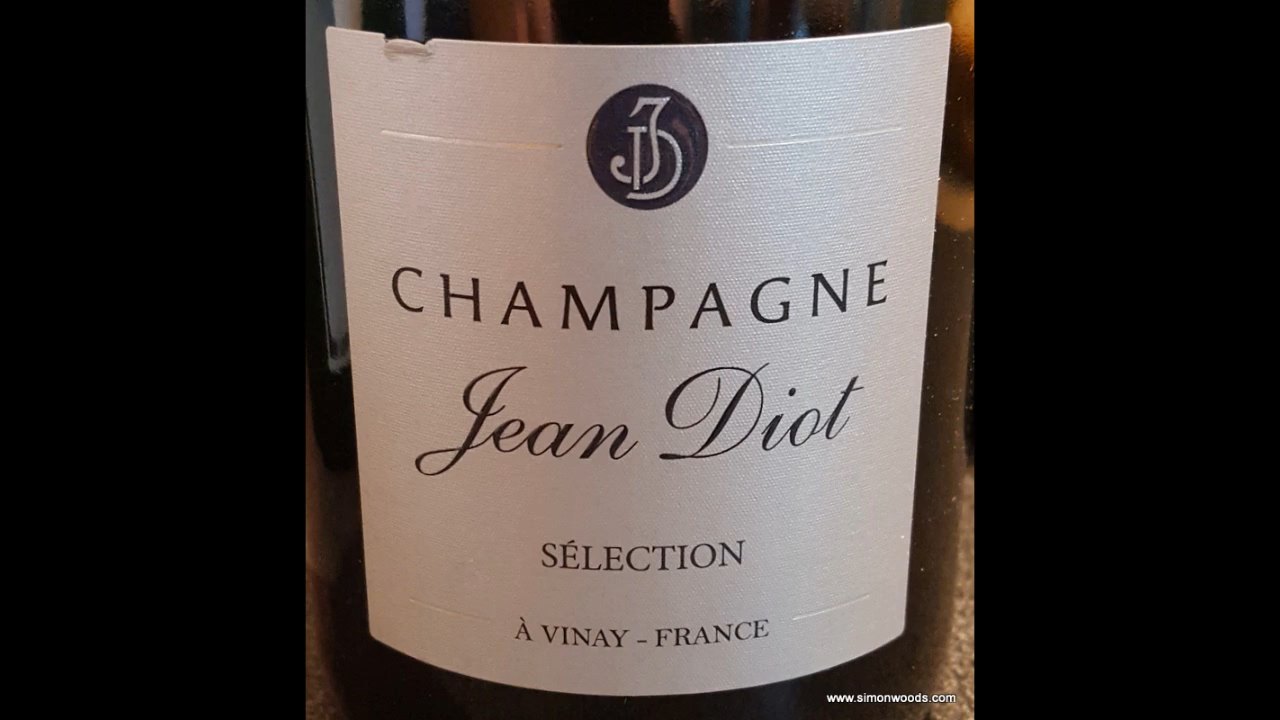 JD
CHAMPAGNE
Jean Diot
SÉLECTION
À VINAY - FRANCE
www.simonwoods.com